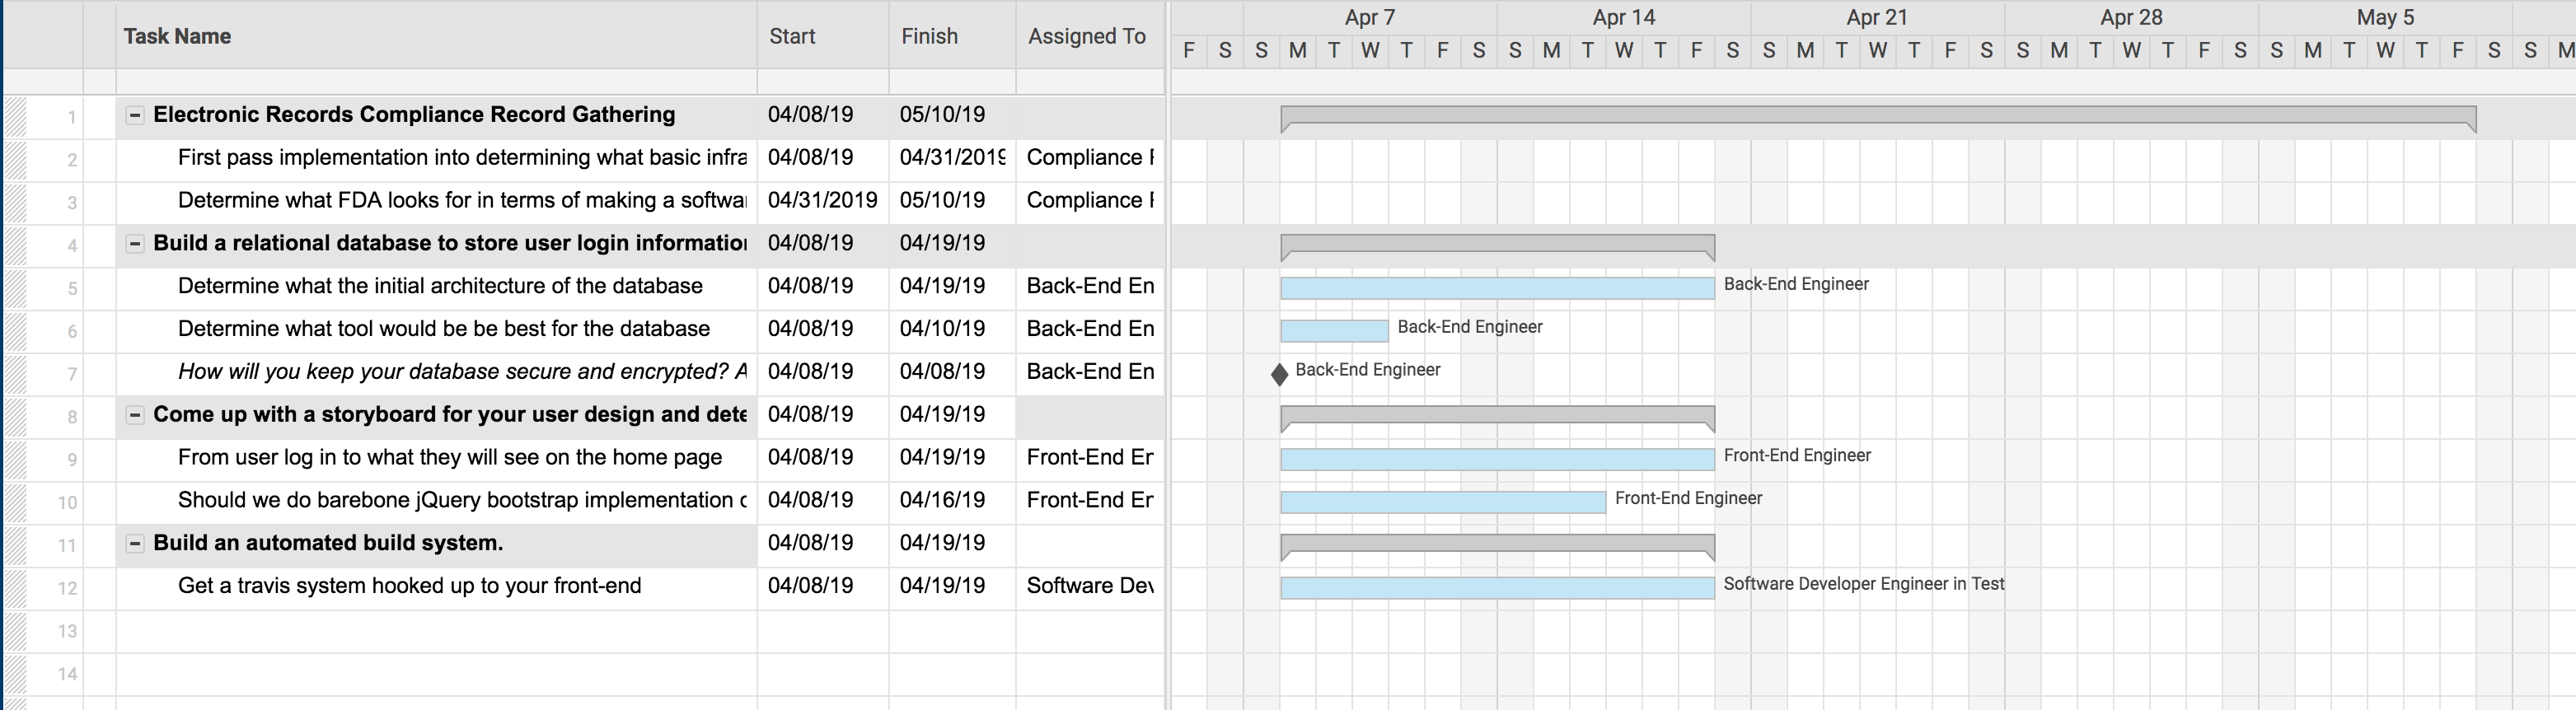 Task Name Start Finish Assigned To Apr 7 Apr 14 Apr 21 Apr 28 May 5
F S S M T W T F S S M T W T F S S M T W T F S S M T W T F S S M T W T F S S M
1 Electronic Records Compliance Record Gathering 04/08/19 05/10/19
2 First pass implementation into determining what basic infra 04/08/19 04/31/2019 Compliance
3 Determine what FDA looks for in terms of making a softwar 04/31/2019 05/10/19 Compliance
4 Build a relational database to store user login information 04/08/19 04/19/19
5 Determine what the initial architecture of the database 04/08/19 04/19/19 Back-End En Back-End Engineer
6 Determine what tool would be be best for the database 04/08/19 04/10/19 Back-End En Back-End Engineer
7 How will you keep your database secure and encrypted? A 04/08/19 04/08/19 Back-End En Back-End Engineer
8 Come up with a storyboard for your user design and dete 04/08/19 04/19/19
9 From user log in to what they will see on the home page 04/08/19 04/19/19 Front-End En Front-End Engineer
10 Should we do barebone jQuery bootstrap implementation 04/08/19 04/16/19 Front-End En Front-End Engineer
11 Build an automated build system. 04/08/19 04/19/19
12 Get a travis system hooked up to your front-end 04/08/19 04/19/19 Software Dev Software Developer Engineer in Test
13
14